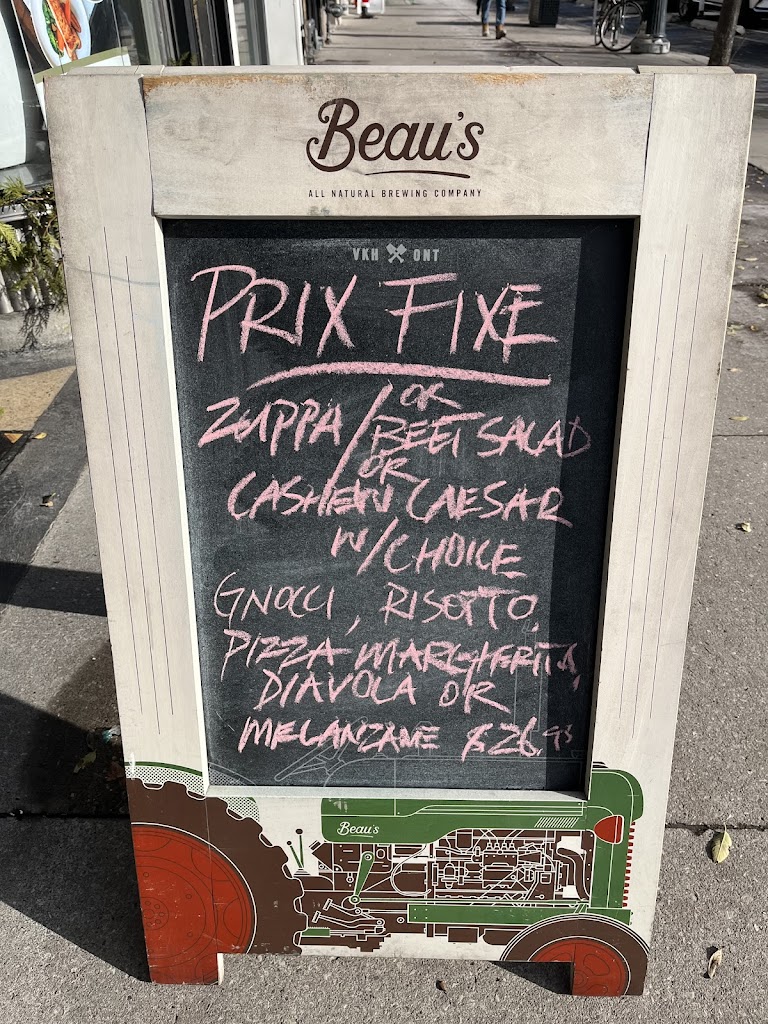 Beau's
ALL NATURAL BREWING COMPANY
VKH ONT
PRIX FIXE
OR
ZUPPA / BEET SALAD
OR
CASHEW CAESAR
W/CHOICE
GNOCCI, RISOTTO,
PIZZA MARGHERITA,
DIAVOLA OR
MELANZANE $26.95
Beau's